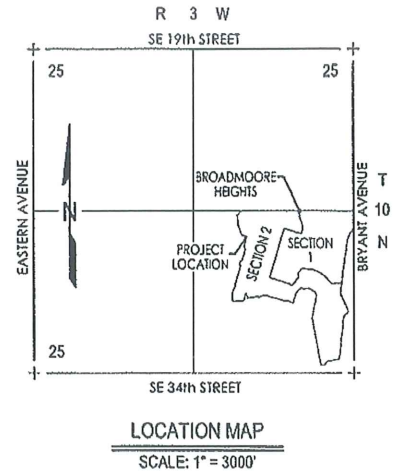 R 3 W
SE 19th STREET
25
25
EASTERN AVENUE
BROADMOORE
HEIGHTS
BRYANT AVENUE
T
10
N
N
PROJECT
LOCATION
SECTION 2
SECTION
1
25
SE 34th STREET
LOCATION MAP
SCALE: 1" = 3000'